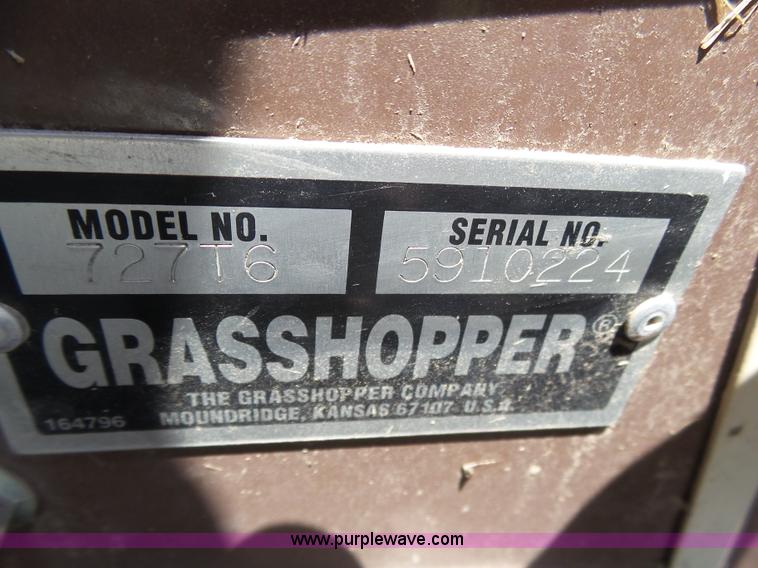 MODEL NO. SERIAL NO.
727T6 5910224
GRASSHOPPER®
THE GRASSHOPPER COMPANY
164796 MOUNDRIDGE, KANSAS 67107 U.S.A.
www.purplewave.com